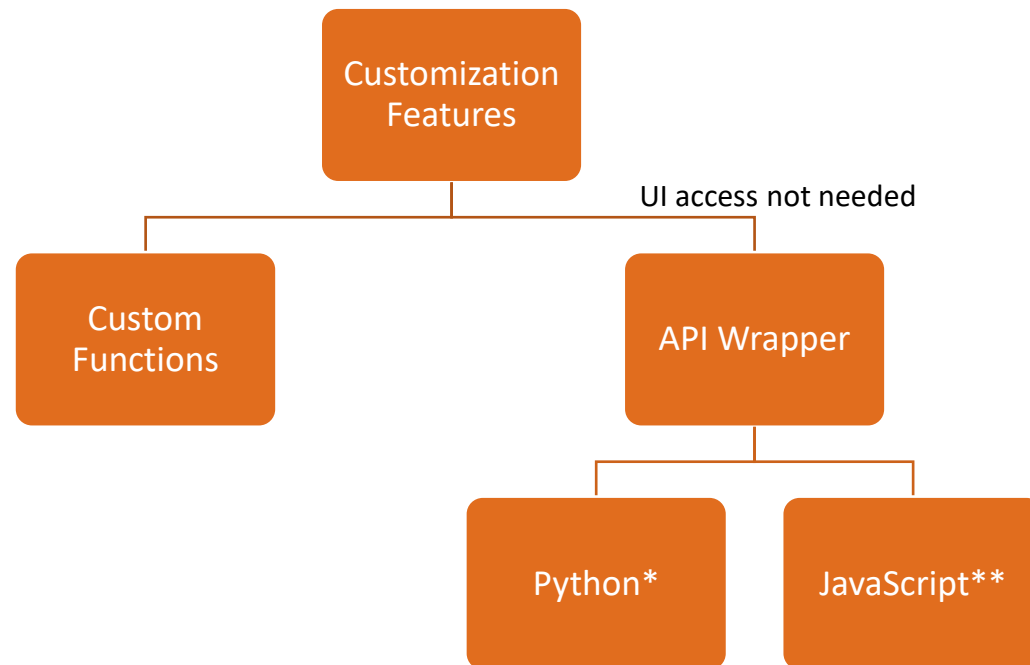 Customization
Features
UI access not needed
Custom
Functions
API Wrapper
Python*
JavaScript**